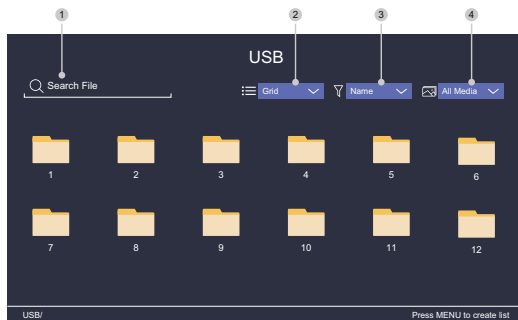 1 2 3 4
USB
Search File Grid Name All Media
1 2 3 4 5 6
7 8 9 10 11 12
USB/ Press MENU to create list